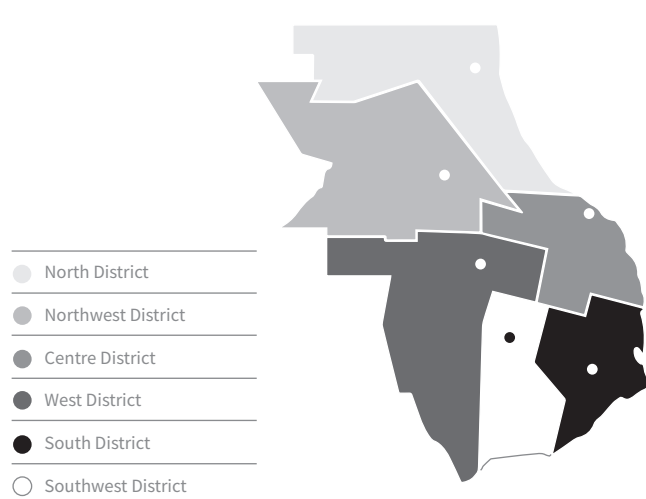 North District
Northwest District
Centre District
West District
South District
Southwest District